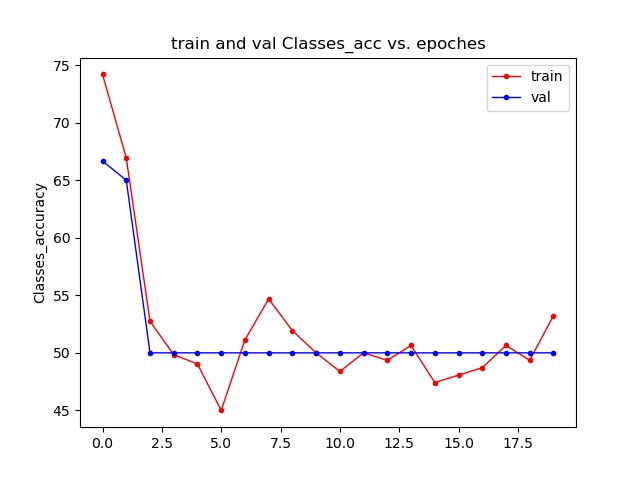 train and val Classes_acc vs. epoches
train
val
Classes_accuracy
75
70
65
60
55
50
45
0.0 2.5 5.0 7.5 10.0 12.5 15.0 17.5